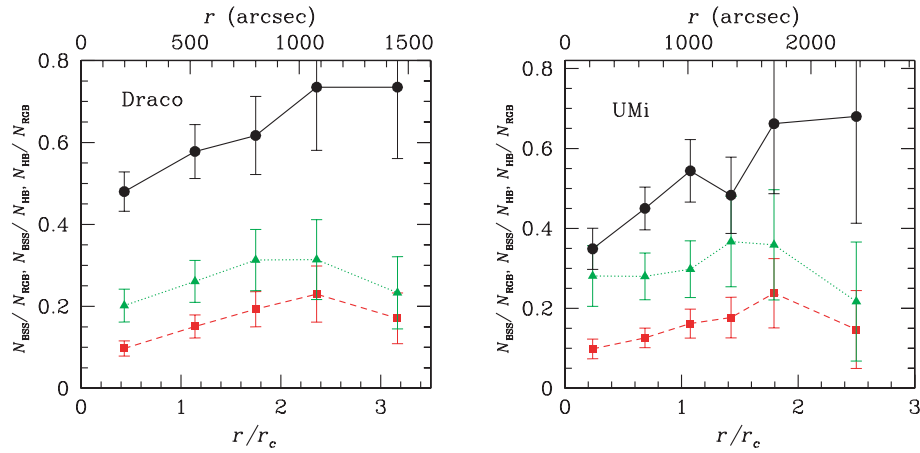 r (arcsec)
0 500 1000 1500
N_BSS/ N_RGB, N_BSS/ N_HB, N_HB/ N_RGB
0.8
0.6
0.4
0.2
0
Draco
0 1 2 3
r/r_c
r (arcsec)
0 1000 2000
N_BSS/ N_RGB, N_BSS/ N_HB, N_HB/ N_RGB
0.8
0.6
0.4
0.2
0
UMi
0 1 2 3
r/r_c